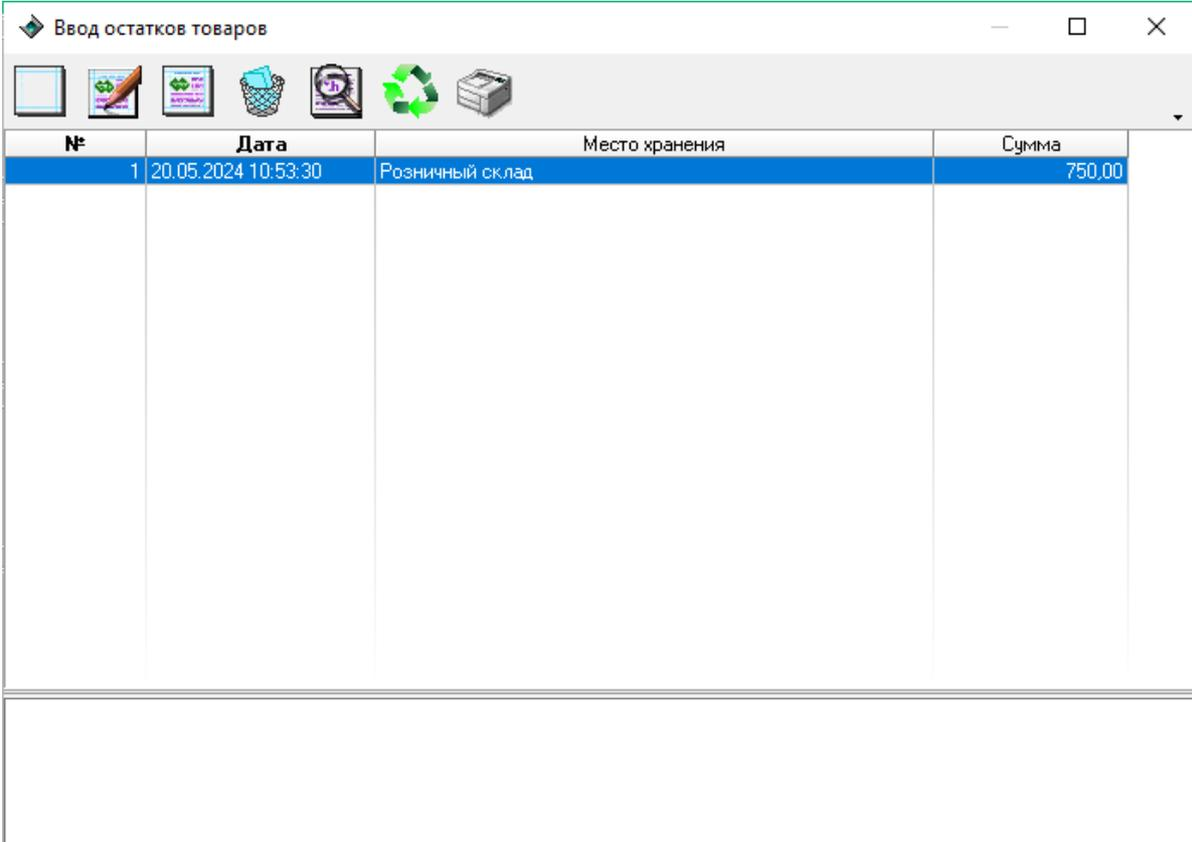 Ввод остатков товаров
№ Дата Место хранения Сумма
1 20.05.2024 10:53:30 Розничный склад 750,00